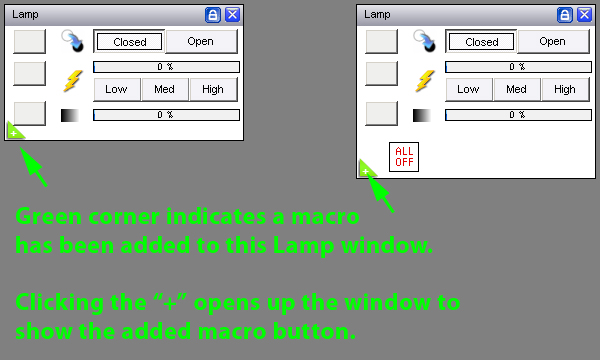 Lamp
Closed Open
0 %
Low Med High
0 %
+
Lamp
Closed Open
0 %
Low Med High
0 %
ALL
OFF
+
Green corner indicates a macro
has been added to this Lamp window.
Clicking the “+” opens up the window to
show the added macro button.